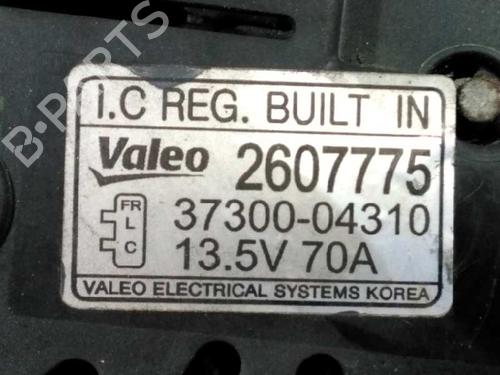 I.C REG. BUILT IN
Valeo 2607775
FR
L
C
37300-04310
13.5V 70A
VALEO ELECTRICAL SYSTEMS KOREA
B-PARTS